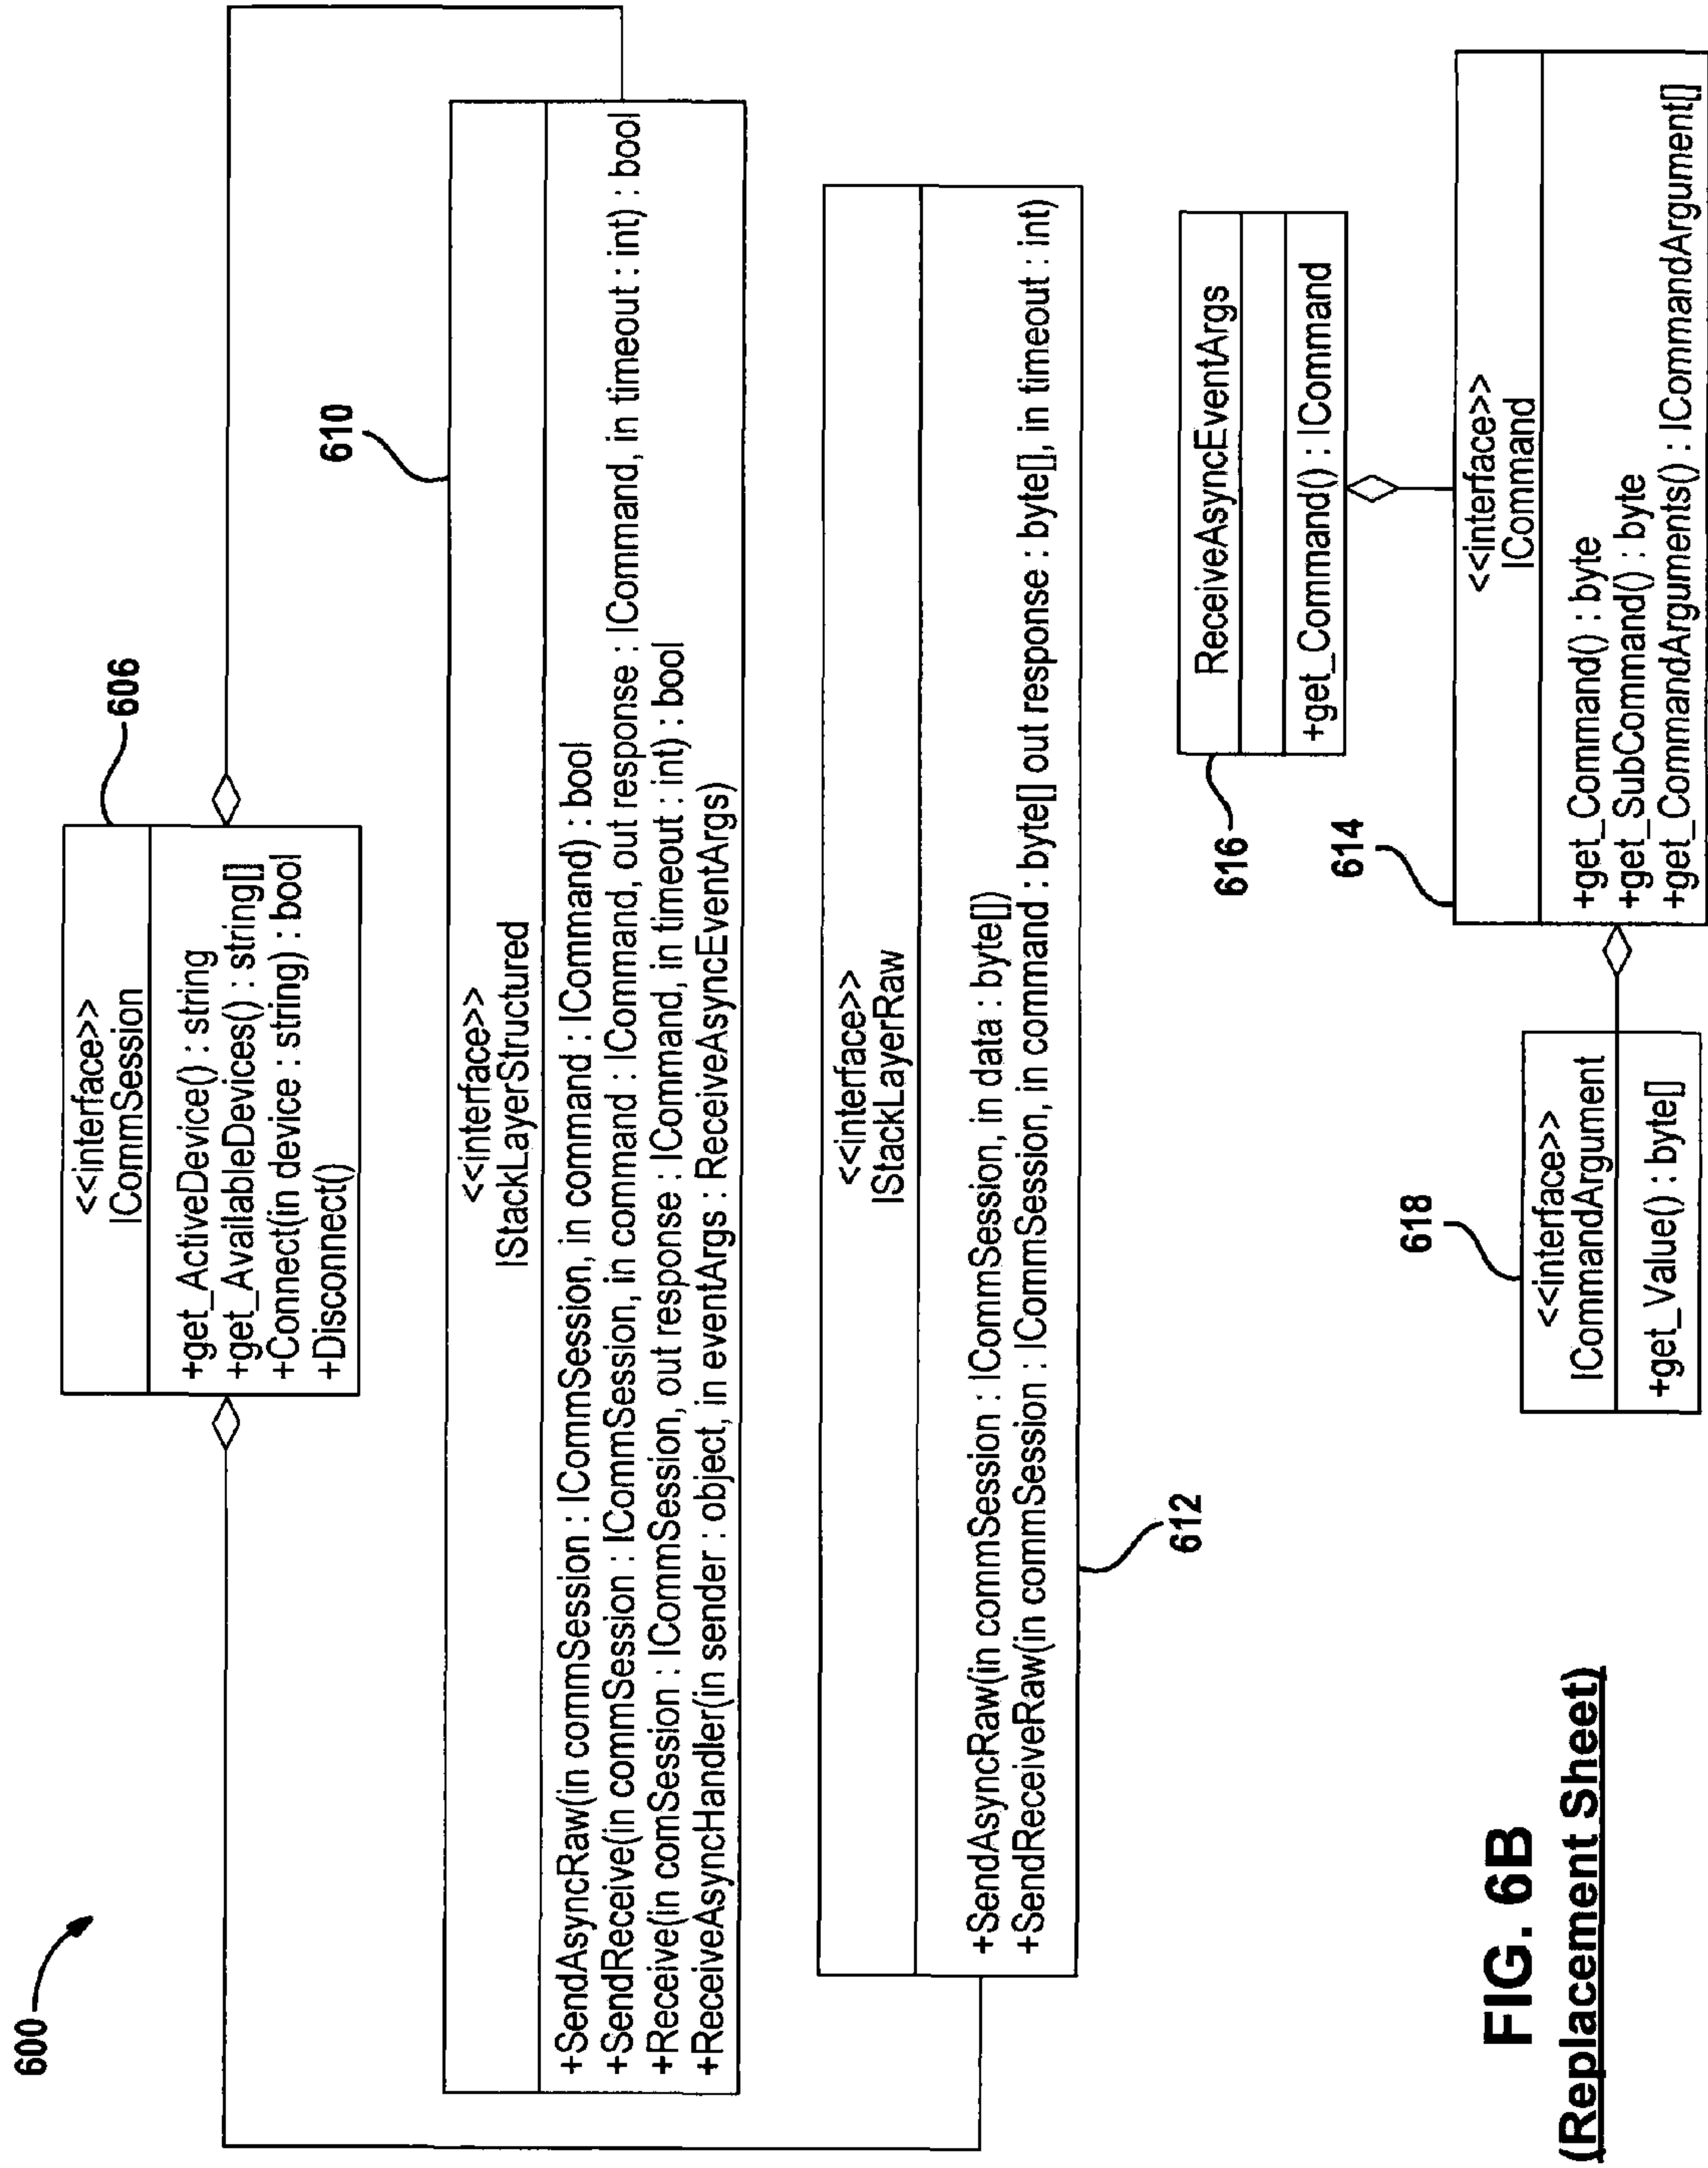 600
606
<<interface>>
ICommSession
+get_ActiveDevice() : string
+get_AvailableDevices() : string[]
+Connect(in device : string) : bool
+Disconnect()
610
<<interface>>
IStackLayerStructured
+SendAsyncRaw(in commSession : ICommSession, in command : ICommand) : bool
+SendReceive(in commSession : ICommSession, in command : ICommand, out response : ICommand, in timeout : int) : bool
+Receive(in comSession : ICommSession, out response : ICommand, in timeout : int) : bool
+ReceiveAsyncHandler(in sender : object, in eventArgs : ReceiveAsyncEventArgs)
<<interface>>
IStackLayerRaw
+SendAsyncRaw(in commSession : ICommSession, in data : byte[])
+SendReceiveRaw(in commSession : ICommSession, in command : byte[] out response : byte[], in timeout : int)
612
616
ReceiveAsyncEventArgs
+get_Command() : ICommand
614
<<interface>>
ICommand
+get_Command() : byte
+get_SubCommand() : byte
+get_CommandArguments() : ICommandArgument[]
618
<<interface>>
ICommandArgument
+get_Value() : byte[]
FIG. 6B
(Replacement Sheet)